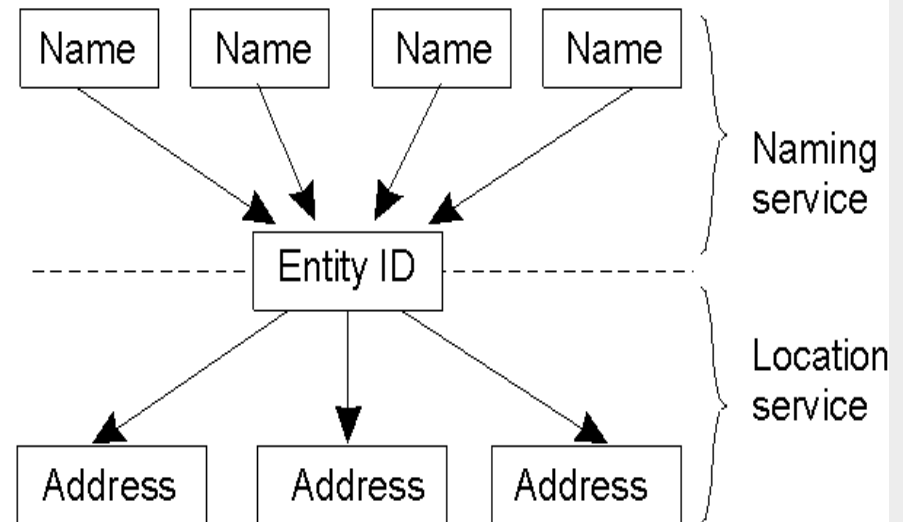 Name
Name
Name
Name
Naming
service
Entity ID
Location
service
Address
Address
Address